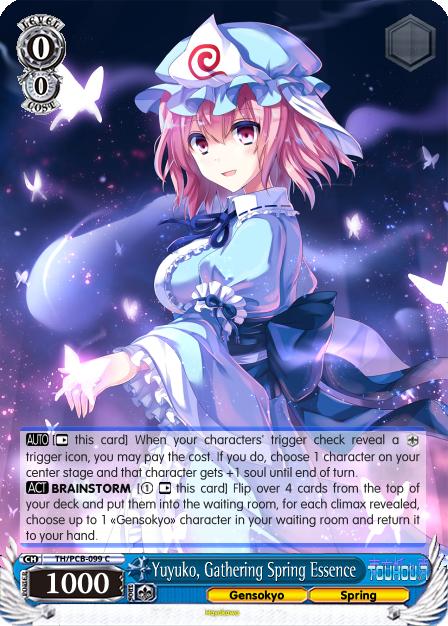 LEVEL
0
0
COST
AUTO [ this card] When your characters' trigger check reveal a
trigger icon, you may pay the cost. If you do, choose 1 character on your
center stage and that character gets +1 soul until end of turn.
ACT BRAINSTORM [① this card] Flip over 4 cards from the top of
your deck and put them into the waiting room, for each climax revealed,
choose up to 1 «Gensokyo» character in your waiting room and return it
to your hand.
CH TH/PCB-099 C
POWER 1000 SOUL Yuyuko, Gathering Spring Essence TOUHOU
Gensokyo Spring